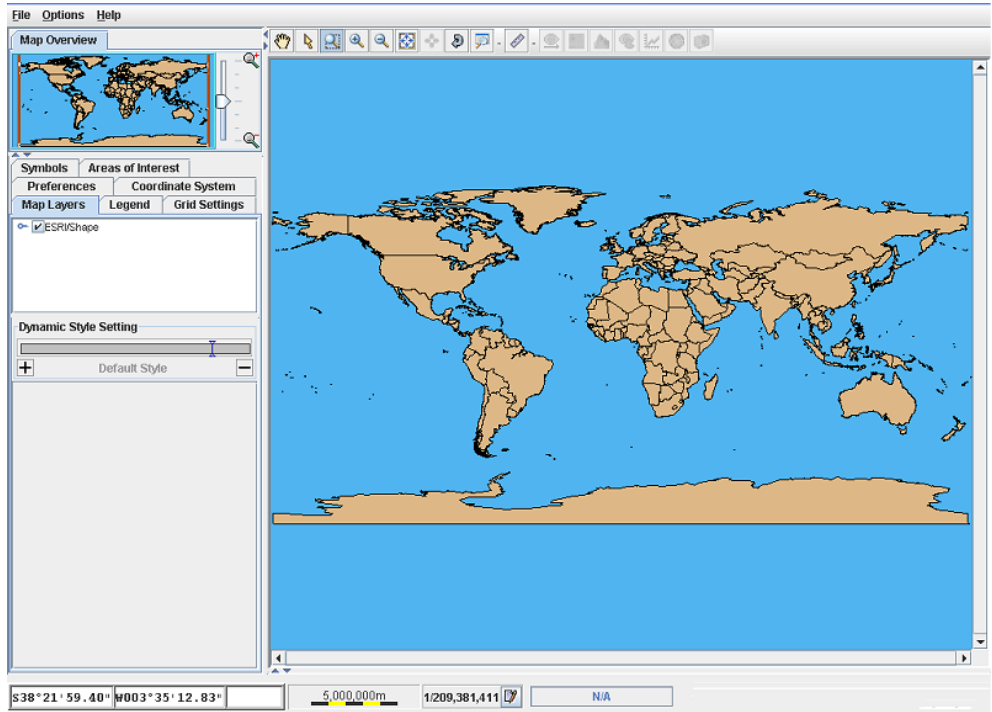 File Options Help
Map Overview
Symbols Areas of Interest
Preferences Coordinate System
Map Layers Legend Grid Settings
ESRI/Shape
Dynamic Style Setting
Default Style
S38°21'59.40" W003°35'12.83" 5,000,000m 1/209,381,411 N/A